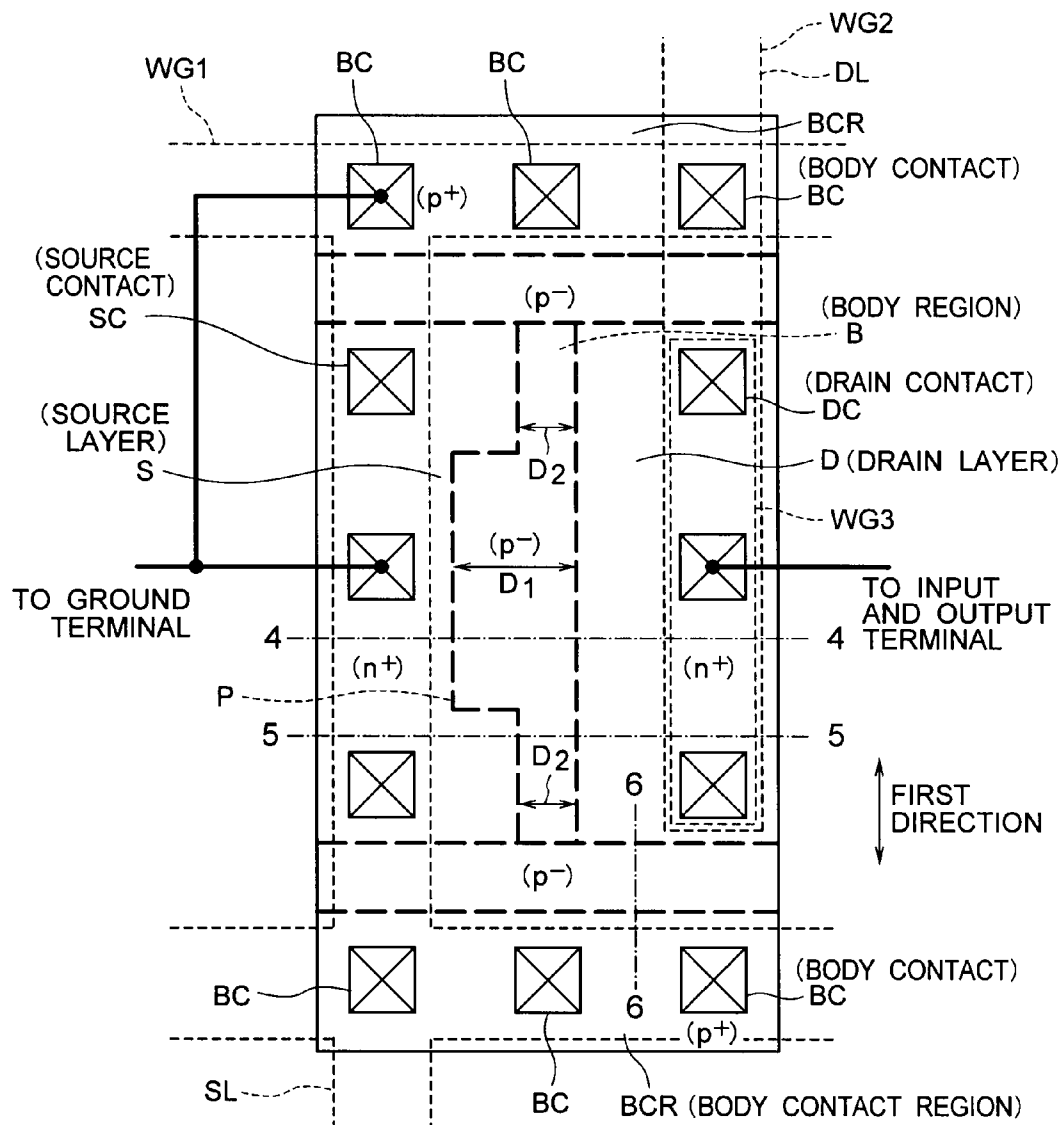 WG2
BC
BC
WG1
DL
BCR
(BODY CONTACT)
BC
(p+)
(SOURCE
CONTACT)
SC
(p−)
(BODY REGION)
B
(DRAIN CONTACT)
DC
(SOURCE
LAYER)
S
D2
D (DRAIN LAYER)
WG3
(p−)
D1
TO GROUND
TERMINAL
TO INPUT
AND OUTPUT
TERMINAL
4
4
(n+)
(n+)
P
5
5
D2
6
FIRST
DIRECTION
(p−)
(BODY CONTACT)
BC
BC
6
(p+)
SL
BC
BCR (BODY CONTACT REGION)